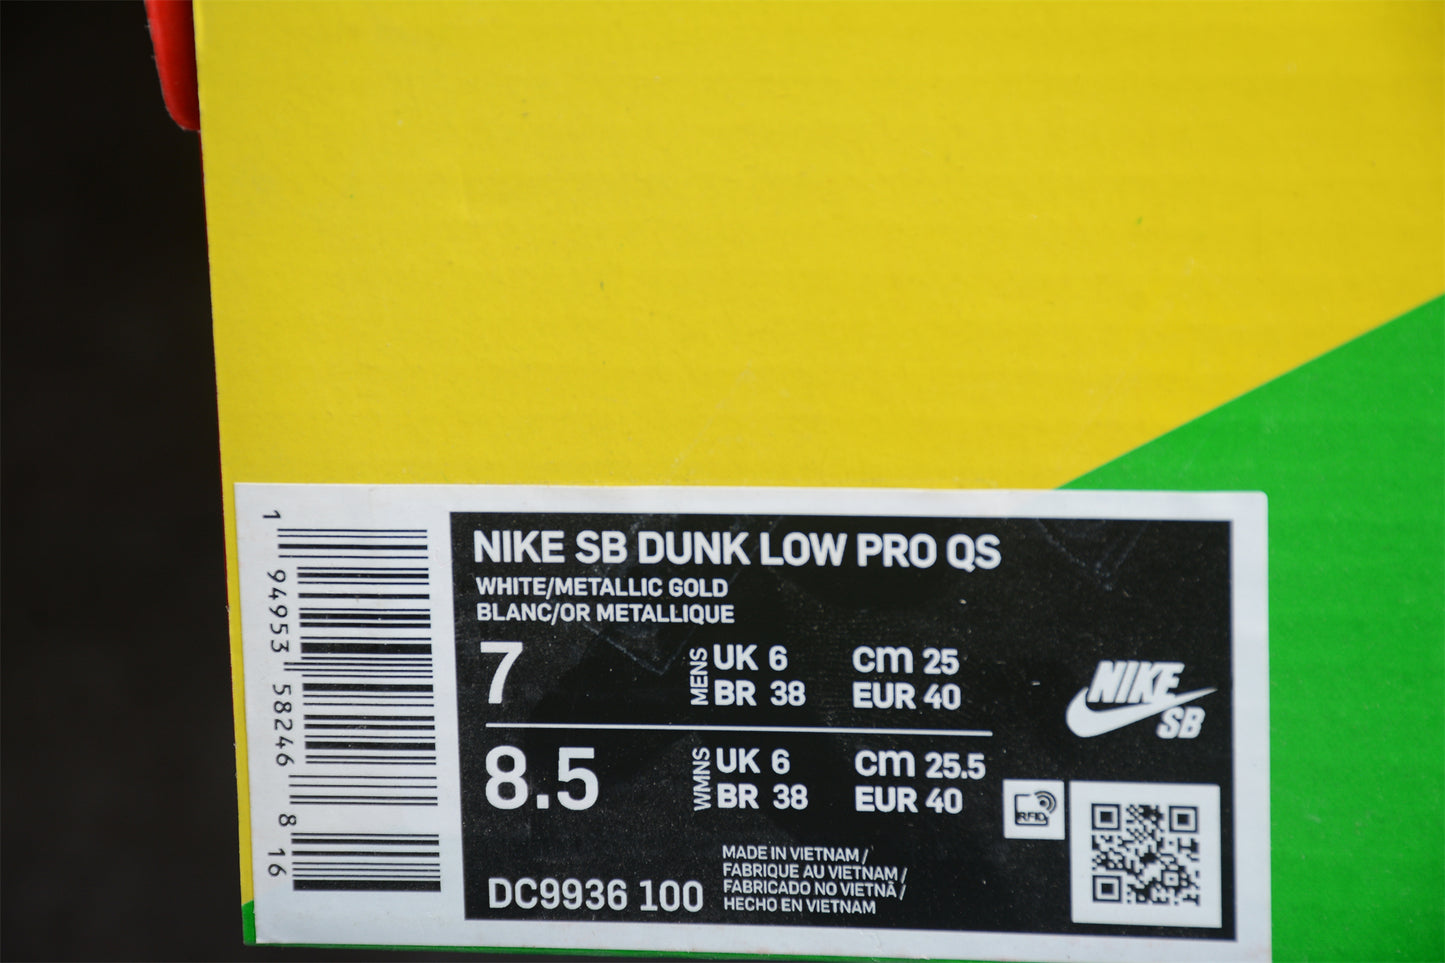 NIKE SB DUNK LOW PRO QS
WHITE/METALLIC GOLD
BLANC/OR METALLIQUE
7 MENS UK 6 cm 25
BR 38 EUR 40
8.5 WMNS UK 6 cm 25.5
BR 38 EUR 40
NIKE
SB
RFID
DC9936 100
MADE IN VIETNAM /
FABRIQUE AU VIETNAM /
FABRICADO NO VIETNÃ /
HECHO EN VIETNAM
1 94953 58246 8 16